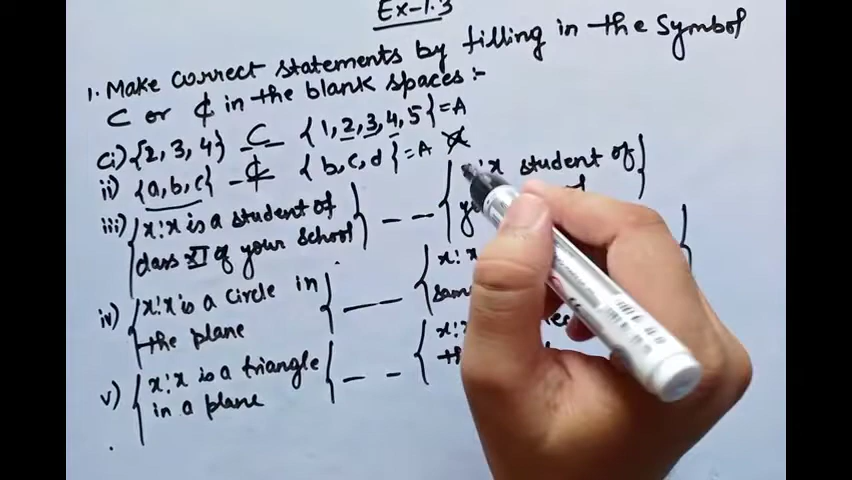 Ex-1.3
1. Make correct statements by filling in the symbol
⊂ or ⊄ in the blank spaces:-
(i) {2, 3, 4} ⊂ {1, 2, 3, 4, 5} = A
ii) {a, b, c} ⊄ {b, c, d} = A
iii) {x:x is a student of class XI of your school} -- { x student of
iv) {x:x is a circle in the plane} --- {x:x
v) {x:x is a triangle in a plane} -- {x:x